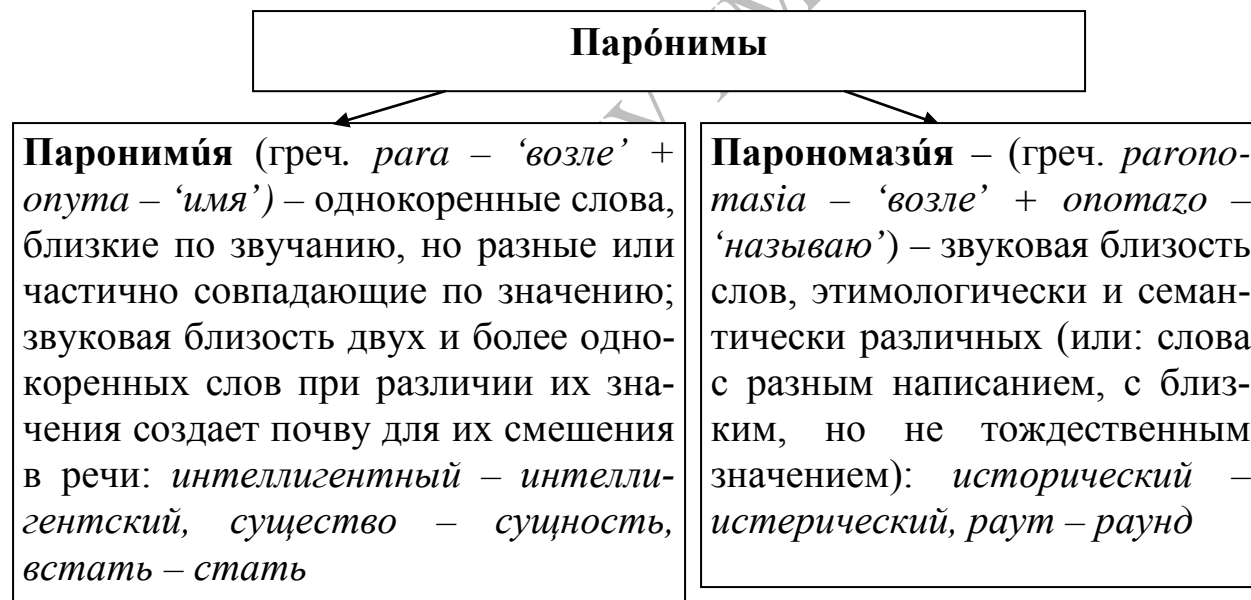 Паро́нимы
Парони́мия (греч. para – ‘возле’ +
onyma – ‘имя’) – однокоренные слова,
близкие по звучанию, но разные или
частично совпадающие по значению;
звуковая близость двух и более одно-
коренных слов при различии их зна-
чения создает почву для их смешения
в речи: интеллигентный – интелли-
гентский, существо – сущность,
встать – стать
Парономази́я – (греч. parono-
masia – ‘возле’ + onomazo –
‘называю’) – звуковая близость
слов, этимологически и семан-
тически различных (или: слова
с разным написанием, с близ-
ким, но не тождественным
значением): исторический –
истерический, раут – раунд